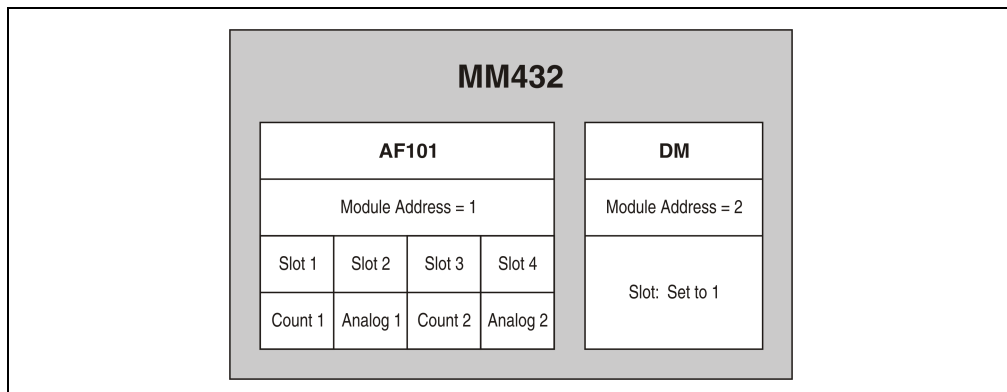 MM432
AF101
Module Address = 1
Slot 1 Slot 2 Slot 3 Slot 4
Count 1 Analog 1 Count 2 Analog 2
DM
Module Address = 2
Slot: Set to 1